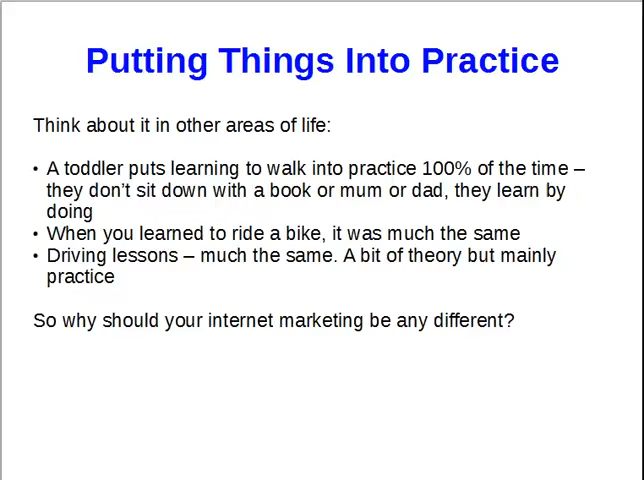 Putting Things Into Practice
Think about it in other areas of life:
• A toddler puts learning to walk into practice 100% of the time –
they don’t sit down with a book or mum or dad, they learn by
doing
• When you learned to ride a bike, it was much the same
• Driving lessons – much the same. A bit of theory but mainly
practice
So why should your internet marketing be any different?